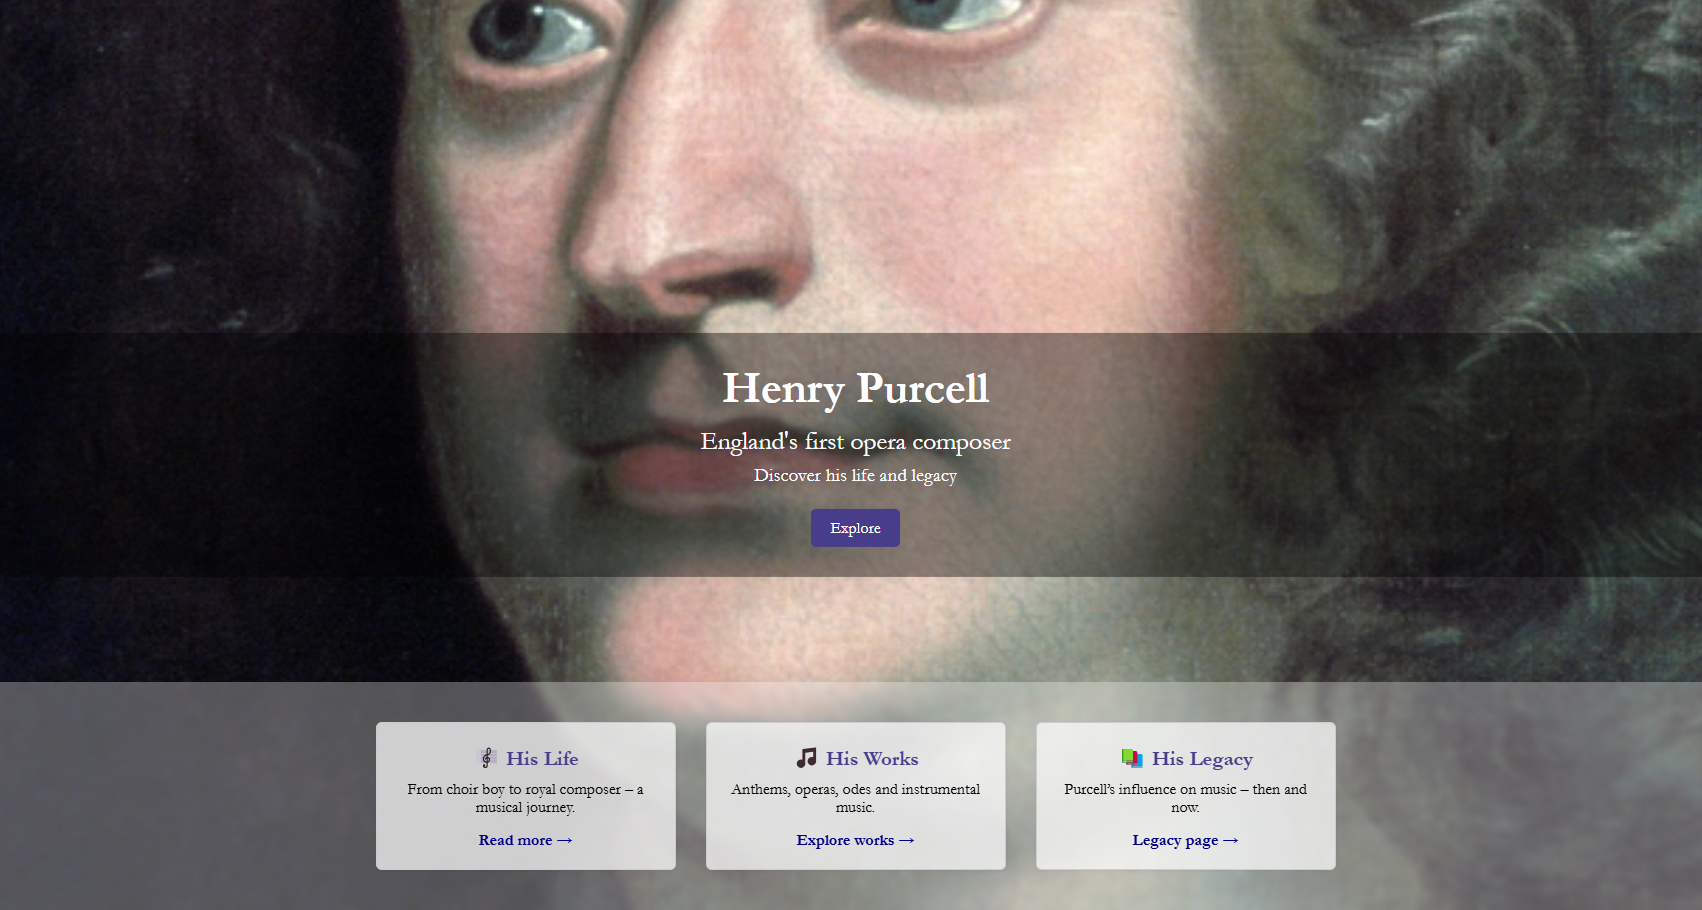 Henry Purcell
England's first opera composer
Discover his life and legacy
Explore
His Life
From choir boy to royal composer – a
musical journey.
Read more →
His Works
Anthems, operas, odes and instrumental
music.
Explore works →
His Legacy
Purcell’s influence on music – then and
now.
Legacy page →